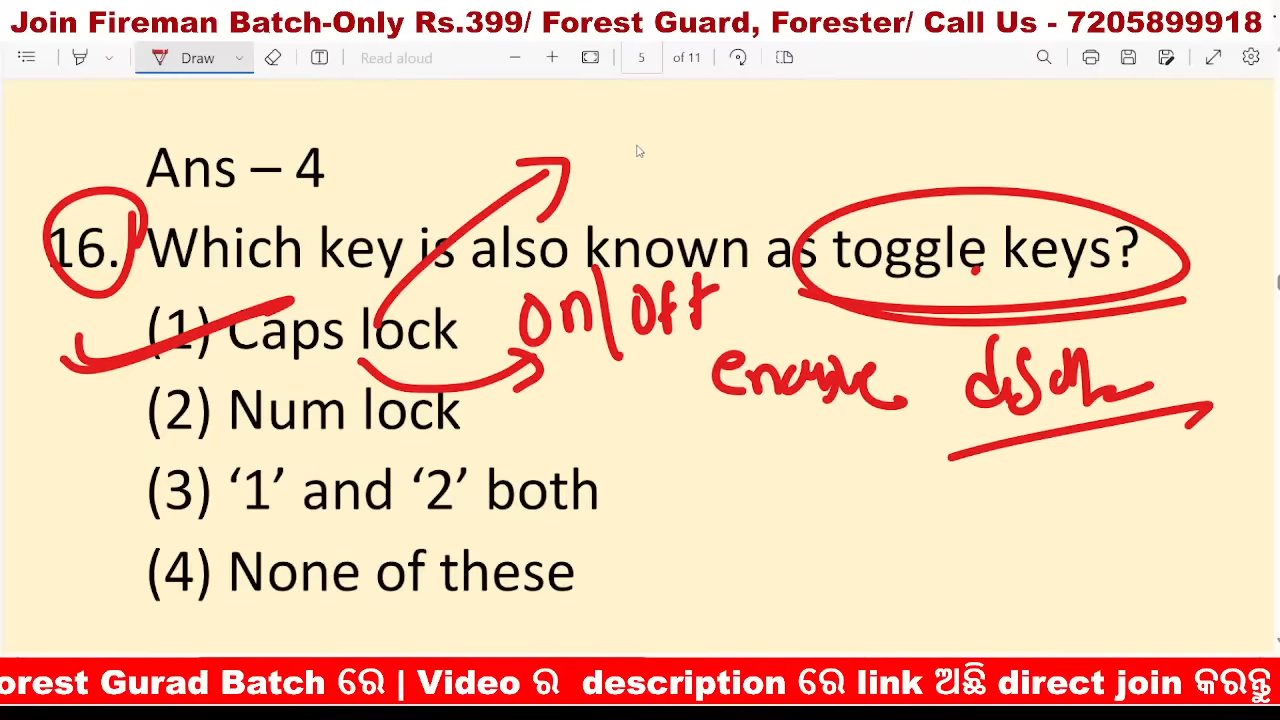 Join Fireman Batch-Only Rs.399/ Forest Guard, Forester/ Call Us - 7205899918
Draw Read aloud 5 of 11
Ans – 4
16. Which key is also known as toggle keys?
(1) Caps lock
on/off
(2) Num lock
(3) ‘1’ and ‘2’ both
(4) None of these
orest Gurad Batch ରେ | Video ର description ରେ link ଅଛି direct join କରନ୍ତୁ